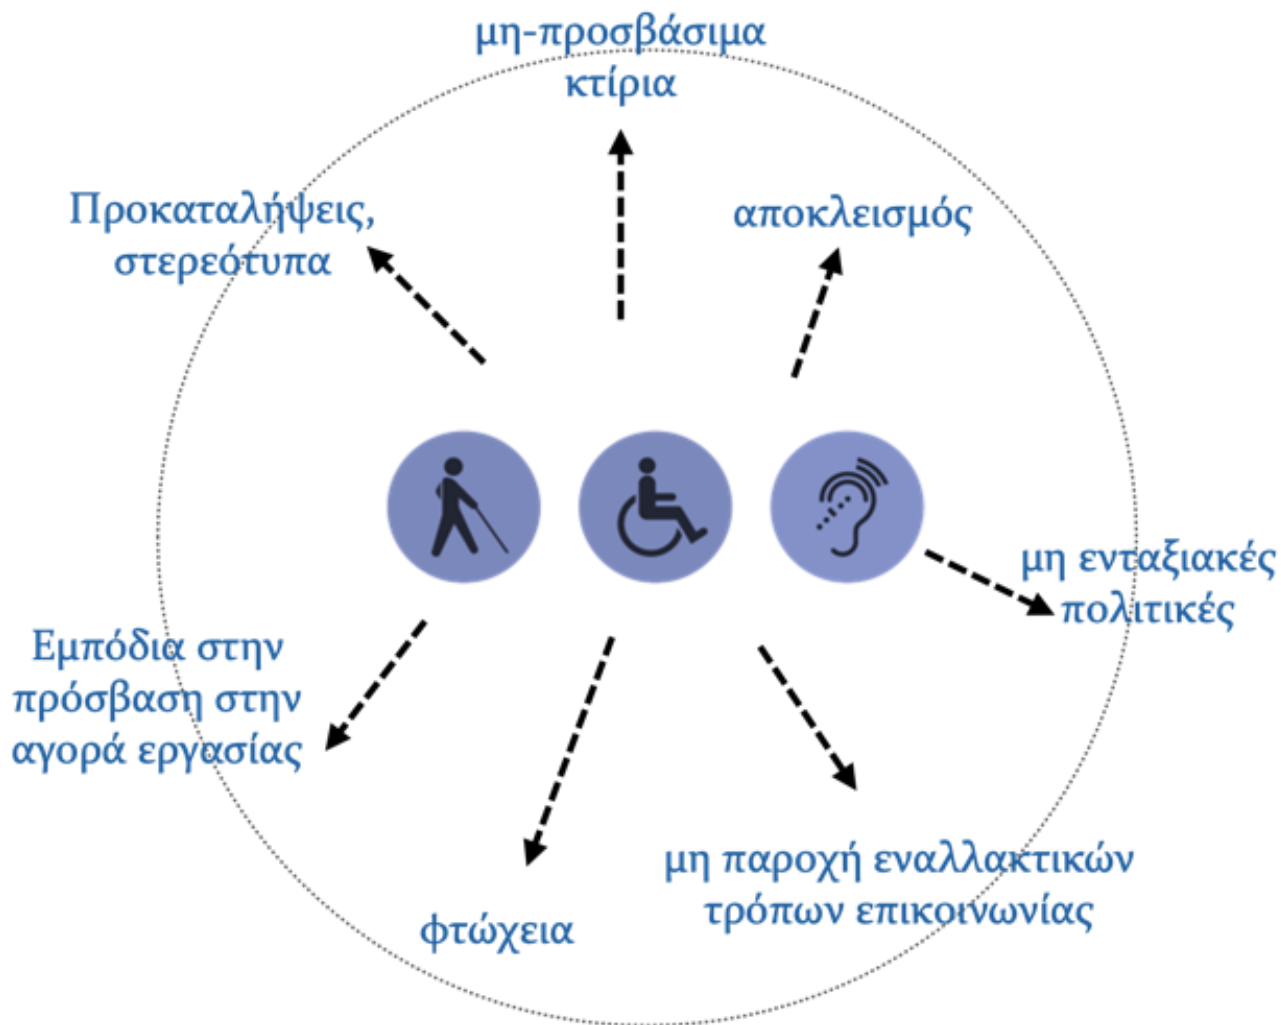 μη-προσβάσιμα
κτίρια
Προκαταλήψεις,
στερεότυπα
αποκλεισμός
μη ενταξιακές
πολιτικές
Εμπόδια στην
πρόσβαση στην
αγορά εργασίας
μη παροχή εναλλακτικών
τρόπων επικοινωνίας
φτώχεια